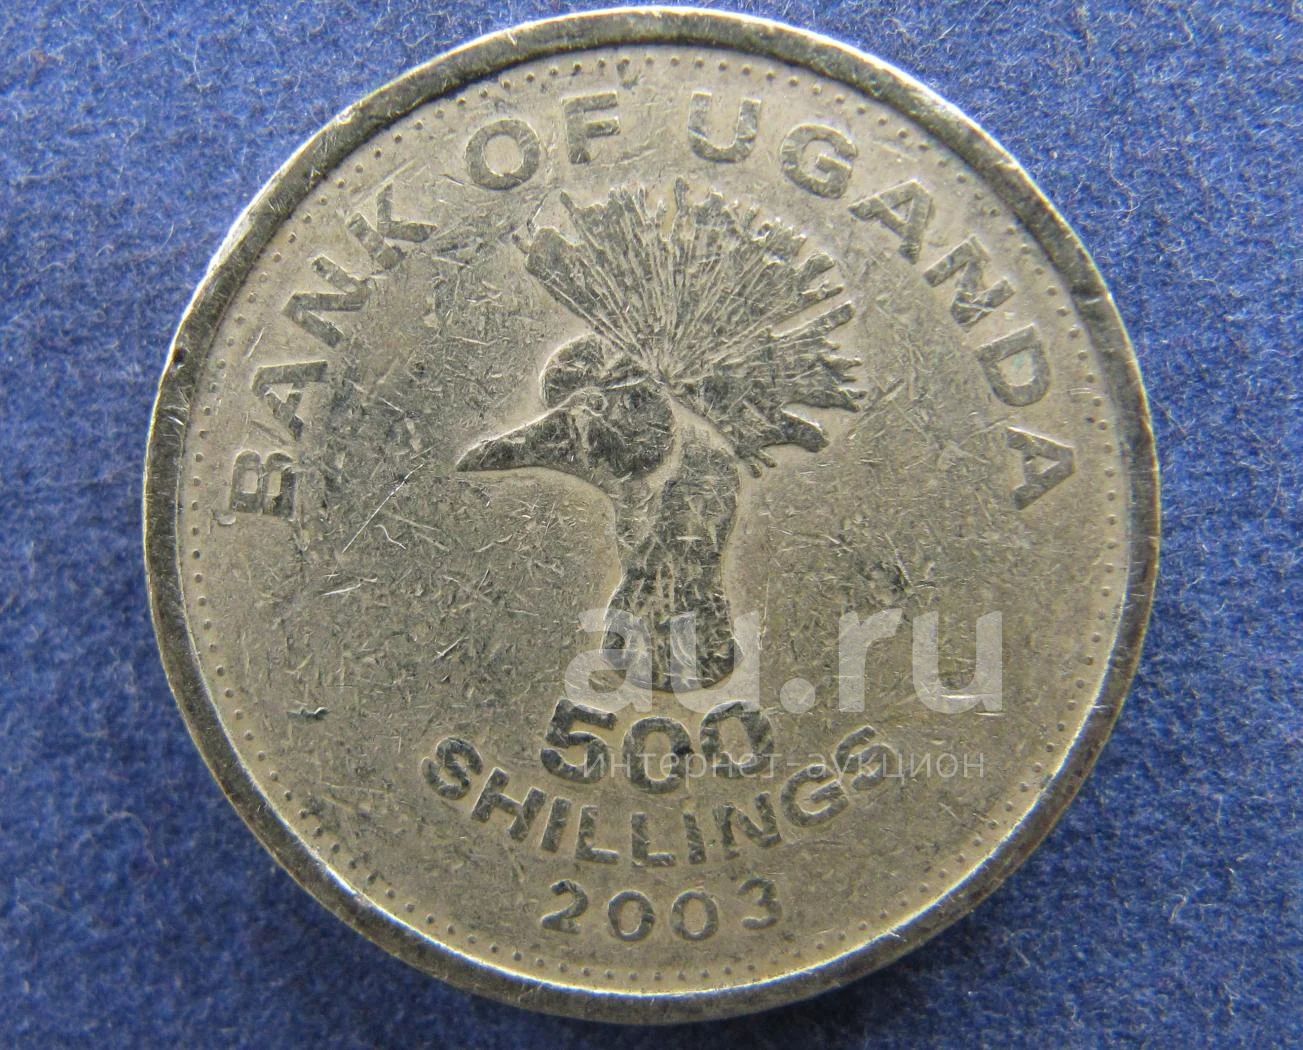 BANK OF UGANDA
au.ru
500
интернет-аукцион
SHILLINGS
2003